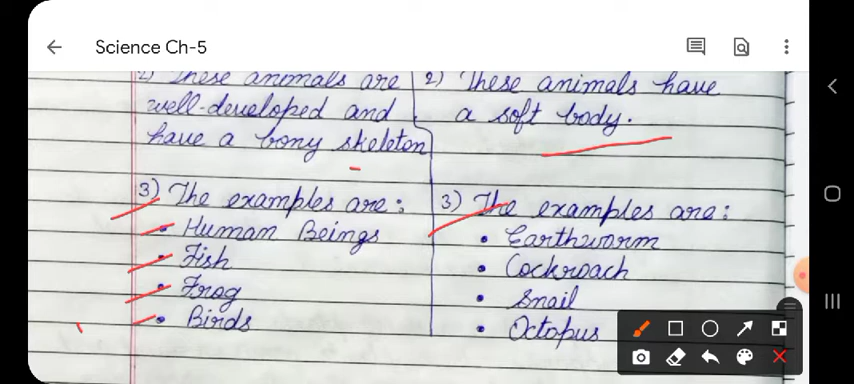 Science Ch-5
2) These animals are
well-developed and
have a bony skeleton
3) The examples are:
• Human Beings
• Fish
• Frog
• Birds
2) These animals have
a soft body.
3) The examples are:
• Earthworm
• Cockroach
• Snail
• Octopus